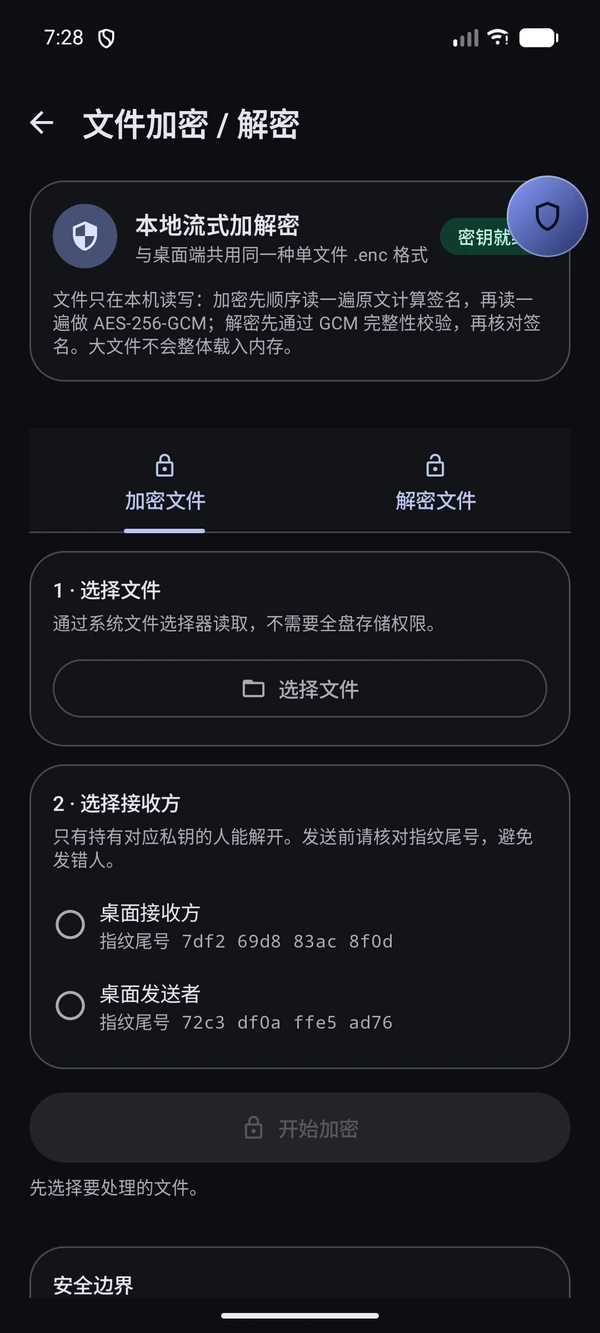 7:28
文件加密 / 解密
本地流式加解密
与桌面端共用同一种单文件 .enc 格式
密钥就
文件只在本机读写：加密先顺序读一遍原文计算签名，再读一
遍做 AES-256-GCM；解密先通过 GCM 完整性校验，再核对签
名。大文件不会整体载入内存。
加密文件
解密文件
1 · 选择文件
通过系统文件选择器读取，不需要全盘存储权限。
选择文件
2 · 选择接收方
只有持有对应私钥的人能解开。发送前请核对指纹尾号，避免
发错人。
桌面接收方
指纹尾号 7df2 69d8 83ac 8f0d
桌面发送者
指纹尾号 72c3 df0a ffe5 ad76
开始加密
先选择要处理的文件。
安全边界